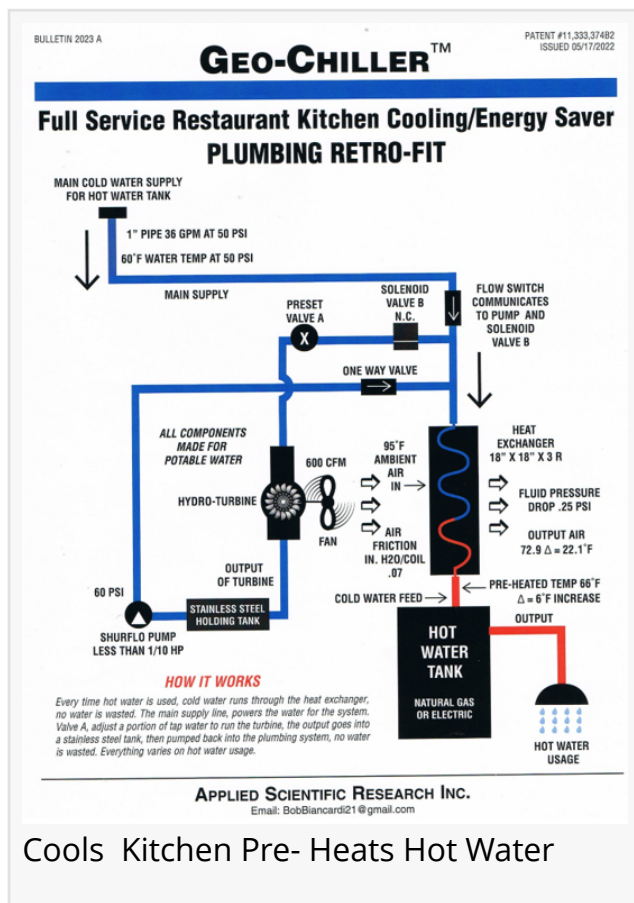 BULLETIN 2023 A
PATENT #11,333,374B2
ISSUED 05/17/2022
GEO-CHILLER™
Full Service Restaurant Kitchen Cooling/Energy Saver
PLUMBING RETRO-FIT
MAIN COLD WATER SUPPLY
FOR HOT WATER TANK
1" PIPE 36 GPM AT 50 PSI
60°F WATER TEMP AT 50 PSI
MAIN SUPPLY
PRESET
VALVE A
X
SOLENOID
VALVE B
N.C.
FLOW SWITCH
COMMUNICATES
TO PUMP AND
SOLENOID
VALVE B
ONE WAY VALVE
ALL COMPONENTS
MADE FOR
POTABLE WATER
HYDRO-TURBINE
600 CFM
FAN
95°F
AMBIENT
AIR
IN
AIR
FRICTION
IN. H2O/COIL
.07
HEAT
EXCHANGER
18" X 18" X 3 R
FLUID PRESSURE
DROP .25 PSI
OUTPUT AIR
72.9 Δ = 22.1°F
OUTPUT
OF TURBINE
60 PSI
SHURFLO PUMP
LESS THAN 1/10 HP
STAINLESS STEEL
HOLDING TANK
COLD WATER FEED
PRE-HEATED TEMP 66°F
Δ = 6°F INCREASE
OUTPUT
HOT
WATER
TANK
NATURAL GAS
OR ELECTRIC
HOT WATER
USAGE
HOW IT WORKS
Every time hot water is used, cold water runs through the heat exchanger,
no water is wasted. The main supply line, powers the water for the system.
Valve A, adjust a portion of tap water to run the turbine, the output goes into
a stainless steel tank, then pumped back into the plumbing system, no water
is wasted. Everything varies on hot water usage.
APPLIED SCIENTIFIC RESEARCH INC.
Email: BobBiancardi21@gmail.com
Cools Kitchen Pre- Heats Hot Water